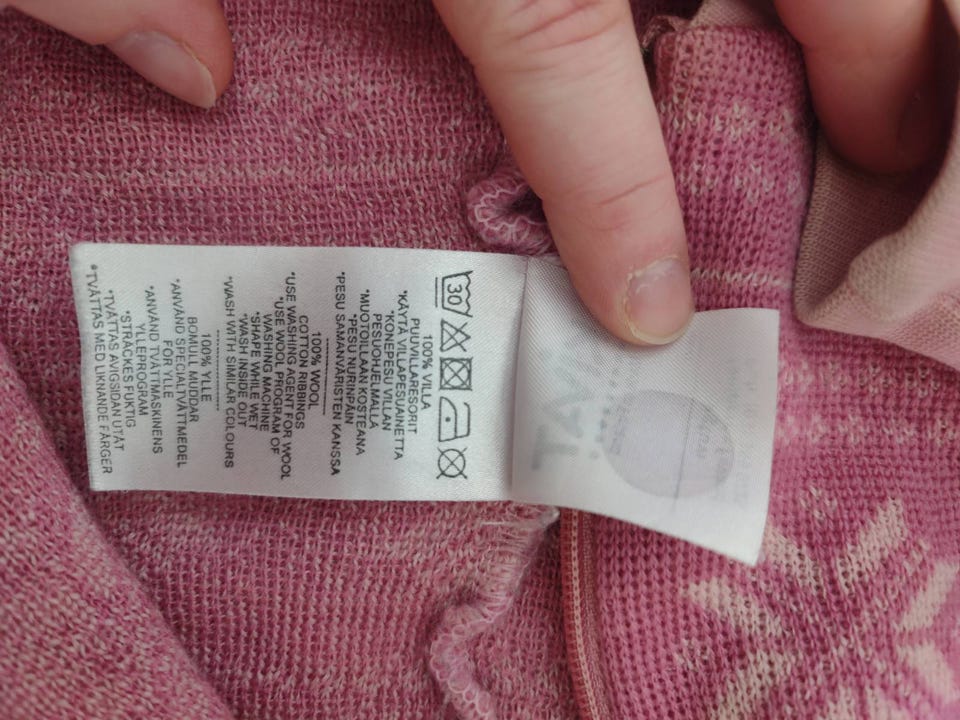 30
100% VILLA
PUUVILLARESORIT
*KÄYTÄ VILLAPESUAINETTA
*KONEPESU VILLAN
PESUOHJELMALLA
*MUOTOILLAAN KOSTEANA
*PESU NURINPÄIN
*PESU SAMANVÄRISTEN KANSSA
100% WOOL
COTTON RIBBINGS
*USE WASHING AGENT FOR WOOL
*USE WOOL PROGRAM OF
WASHING MACHINE
*SHAPE WHILE WET
*WASH INSIDE OUT
*WASH WITH SIMILAR COLOURS
100% YLLE
BOMULL MUDDAR
*ANVÄND SPECIALTVÄTTMEDEL
FÖR YLLE
*ANVÄND TVÄTTMASKINENS
YLLEPROGRAM
*STRÄCKES FUKTIG
*TVÄTTAS AVIGSIDAN UTÅT
*TVÄTTAS MED LIKNANDE FÄRGER